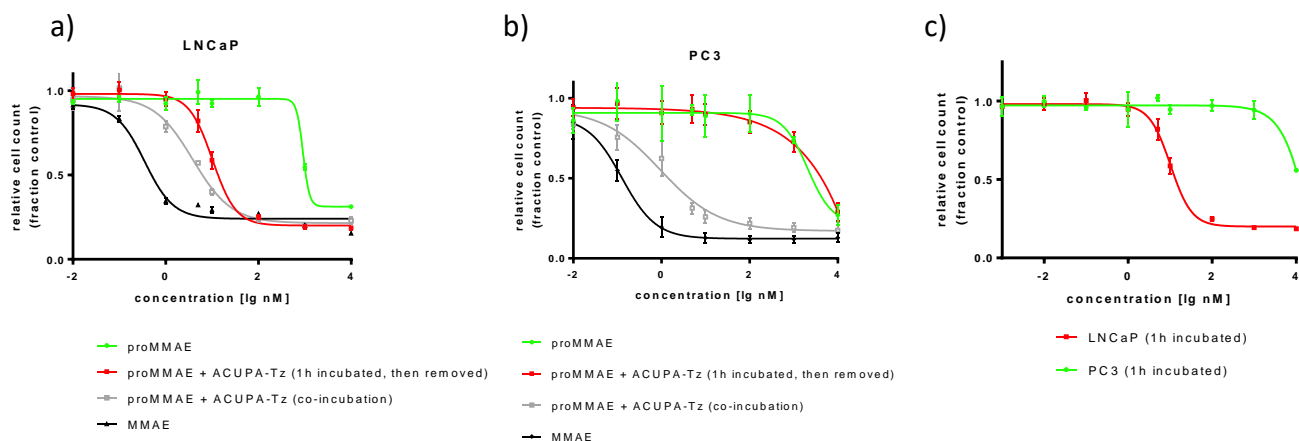 a)
LNCaP
relative cell count
(fraction control)
1.0
0.5
0.0
-2
0
2
4
concentration [lg nM]
proMMAE
proMMAE + ACUPA-Tz (1h incubated, then removed)
proMMAE + ACUPA-Tz (co-incubation)
MMAE
b)
PC3
relative cell count
(fraction control)
1.0
0.5
0.0
-2
0
2
4
concentration [lg nM]
proMMAE
proMMAE + ACUPA-Tz (1h incubated, then removed)
proMMAE + ACUPA-Tz (co-incubation)
MMAE
c)
relative cell count
(fraction control)
1.0
0.5
0.0
-2
0
2
4
concentration [lg nM]
LNCaP (1h incubated)
PC3 (1h incubated)